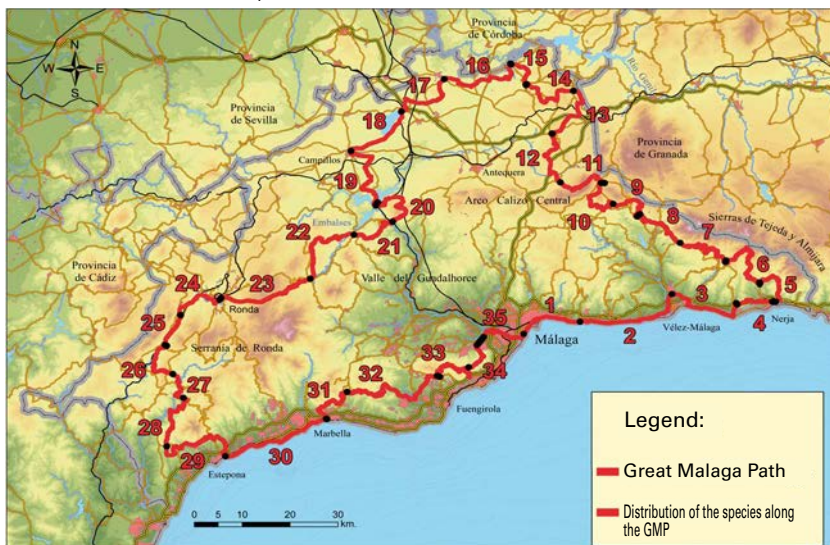 N
W E
S
Provincia
de Córdoba
Río Genil
15
16
17
14
18
13
Provincia
de Sevilla
Provincia
de Granada
Campillos
12
11
Antequera
19
9
20
Arco Calizo Central
10
8
Sierras de Tejeda y
Almijara
Embalses
22
21
7
Provincia
de Cádiz
Valle del Guadalhorce
6
24
23
5
Ronda
3
25
35
1
2
4
Vélez-Málaga
Nerja
Málaga
Serranía de Ronda
26
33
27
31
32
34
Fuengirola
28
Marbella
29
30
Estepona
Legend:
Great Malaga Path
Distribution of the species along
the GMP
0 5 10 20 30
km.